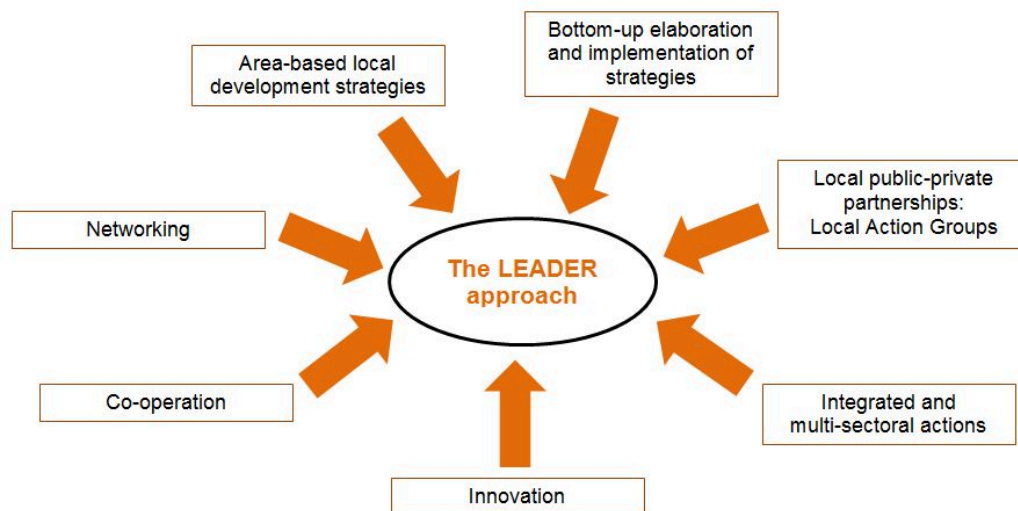 Area-based local
development strategies
Bottom-up elaboration
and implementation of
strategies
Local public-private
partnerships:
Local Action Groups
Networking
The LEADER
approach
Co-operation
Integrated and
multi-sectoral actions
Innovation